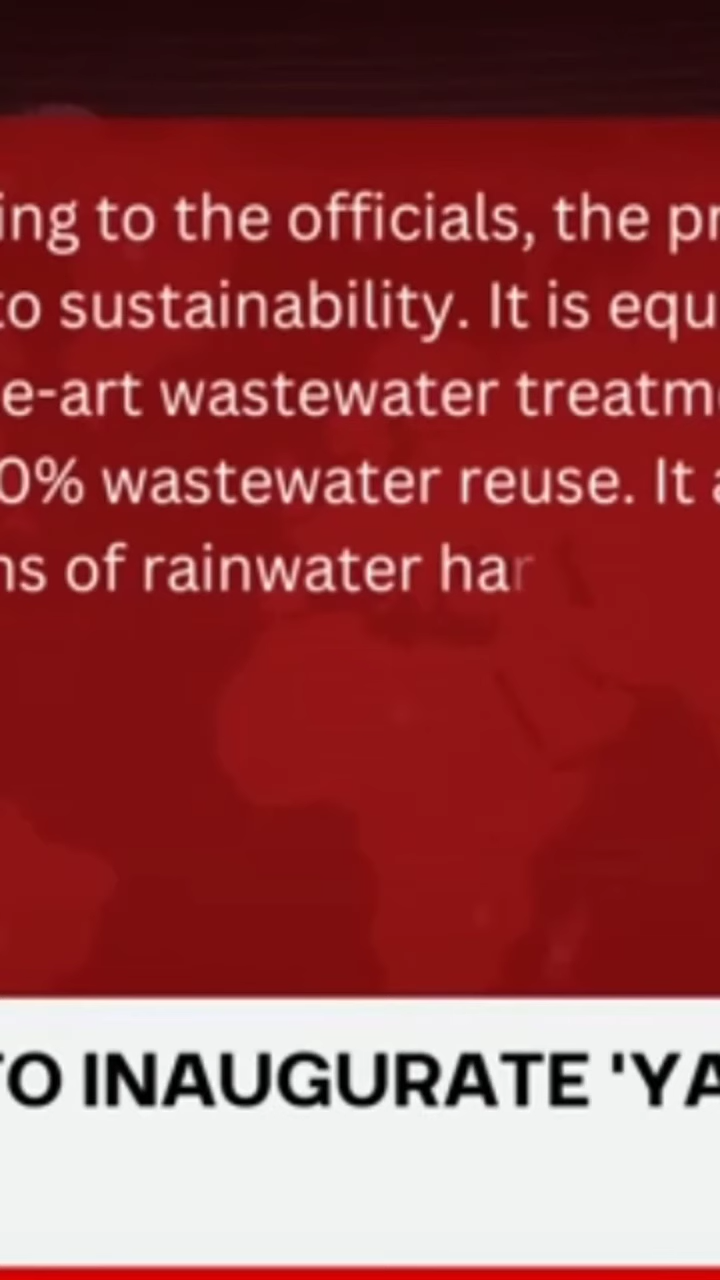 ing to the officials, the pr
to sustainability. It is equ
e-art wastewater treatm
0% wastewater reuse. It a
ns of rainwater har
TO INAUGURATE 'YA